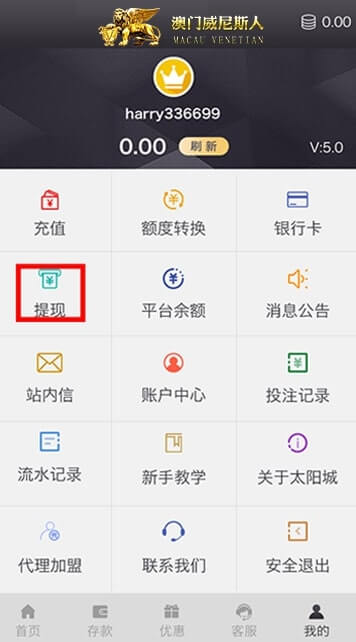 澳门威尼斯人
MACAU VENETIAN
0.00
harry336699
0.00 刷新 V:5.0
充值 额度转换 银行卡
提现 平台余额 消息公告
站内信 账户中心 投注记录
流水记录 新手教学 关于太阳城
代理加盟 联系我们 安全退出
首页 存款 优惠 客服 我的